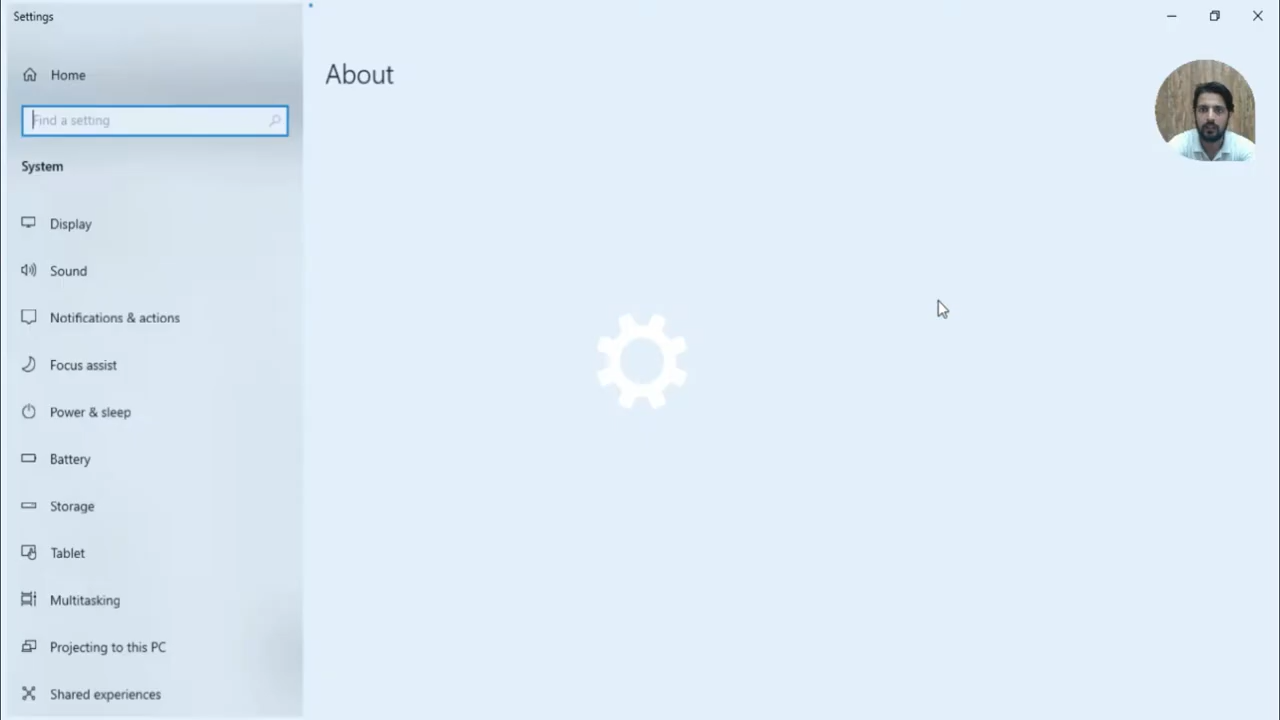 Settings
Home
Find a setting
System
Display
Sound
Notifications & actions
Focus assist
Power & sleep
Battery
Storage
Tablet
Multitasking
Projecting to this PC
Shared experiences
About